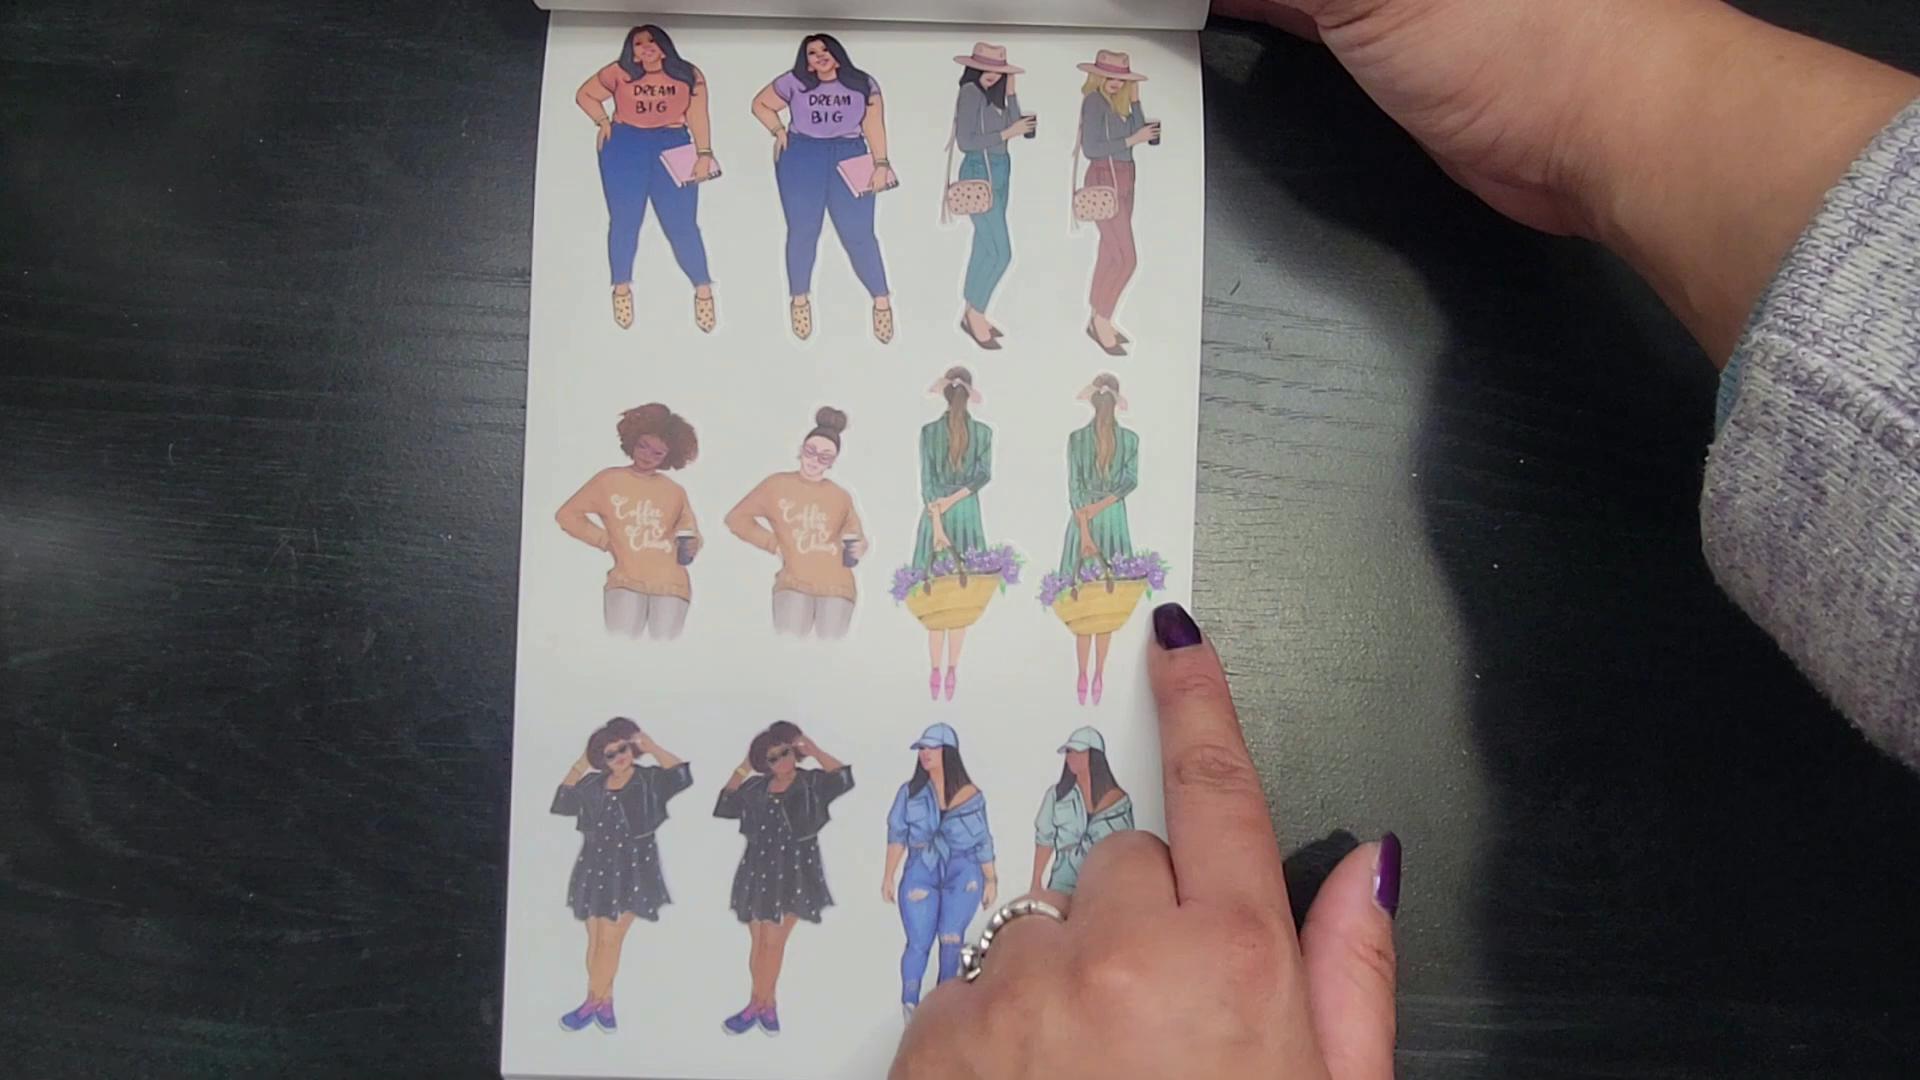 DREAM
BIG
DREAM
BIG
Coffee
&
Chaos
Coffee
&
Chaos